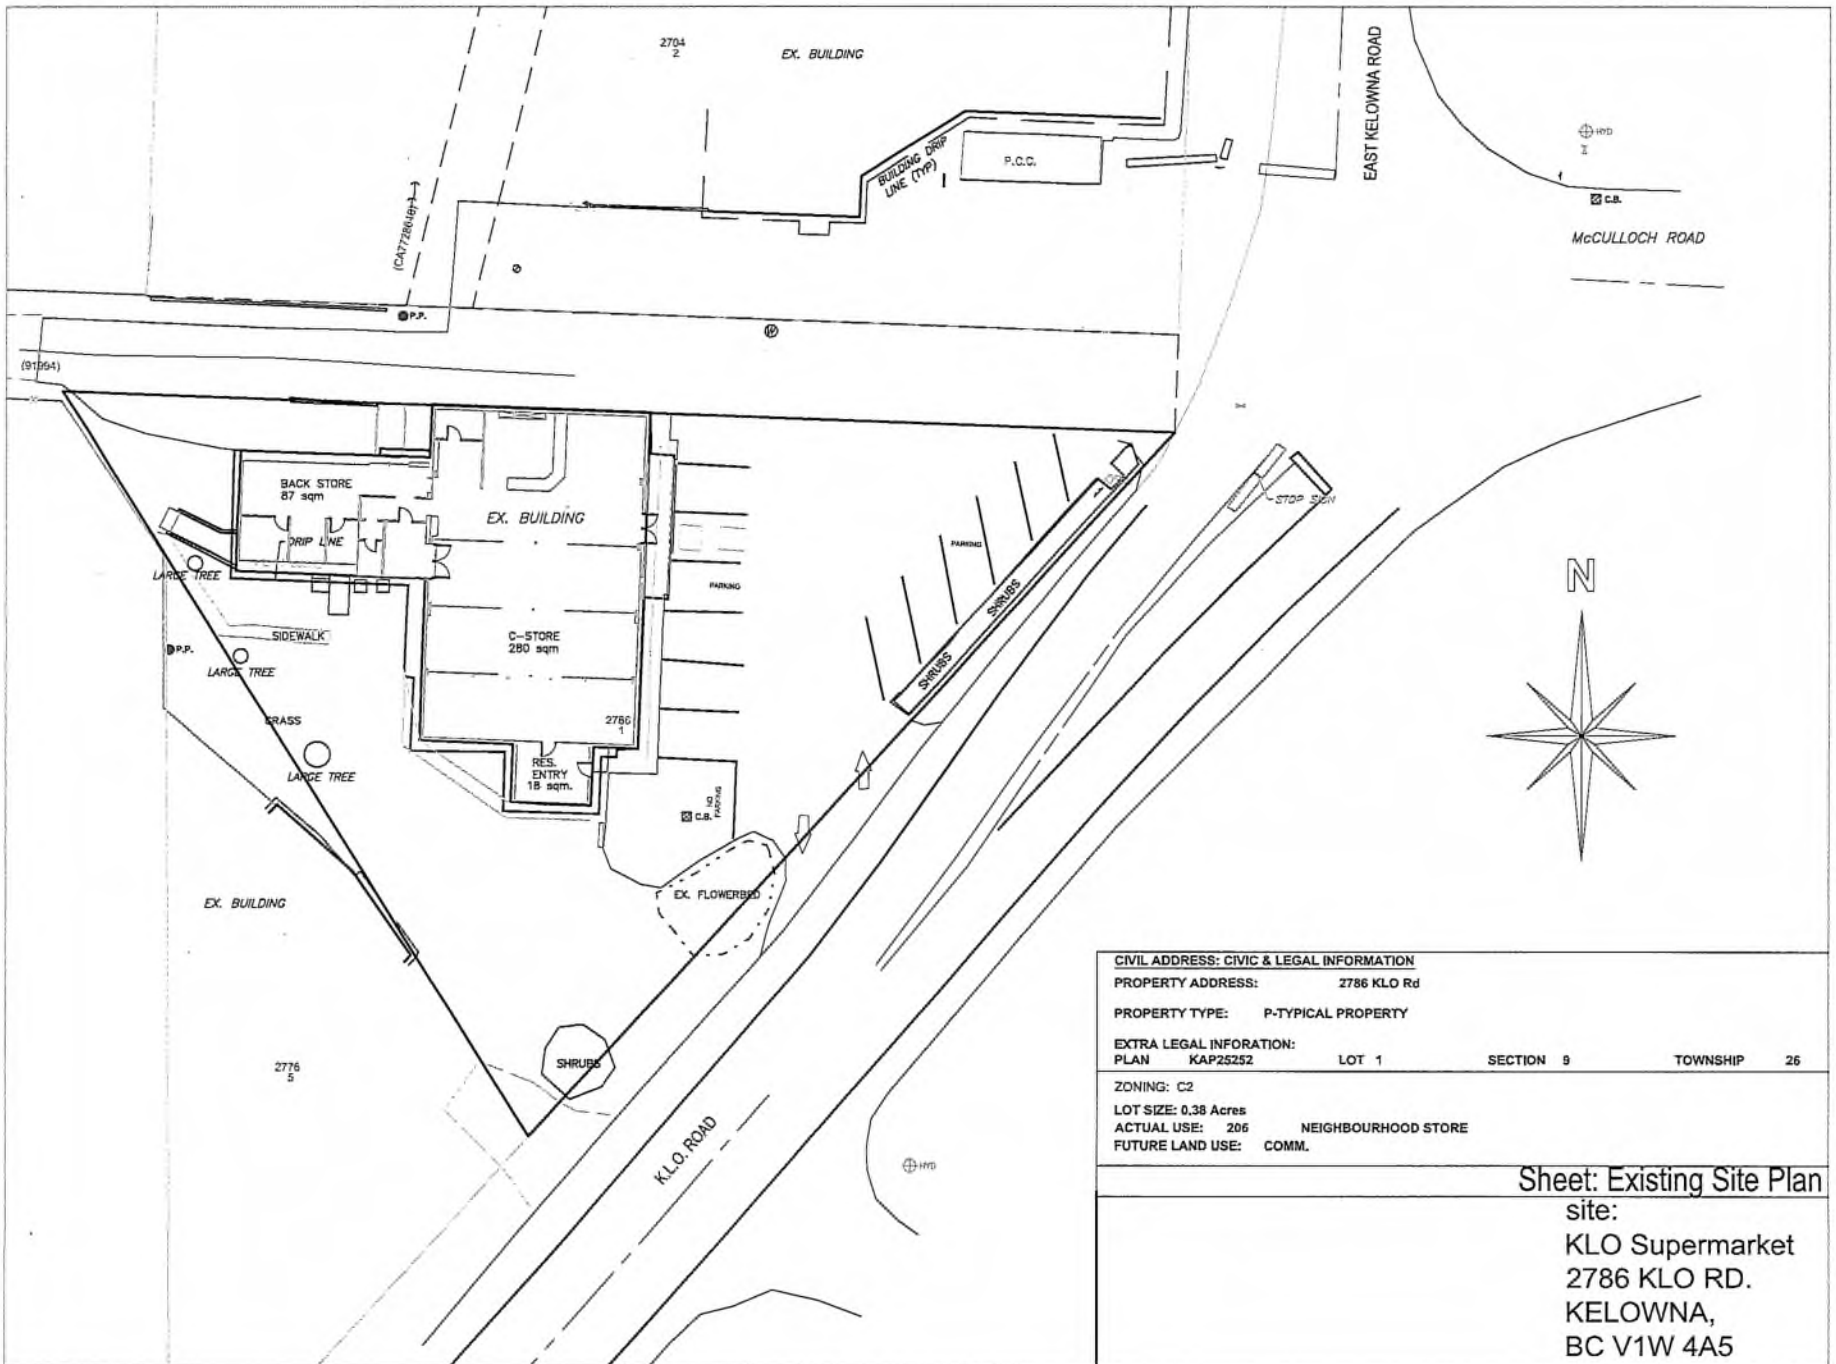 2704
2
EX. BUILDING
EAST KELOWNA ROAD
HYD
C.B.
McCULLOCH ROAD
P.C.C.
BUILDING DRIP
LINE (TYP)
P.P.
W
(91994)
BACK STORE
87 sqm
EX. BUILDING
DRIP LINE
LARGE TREE
SIDEWALK
P.P.
LARGE TREE
GRASS
LARGE TREE
C-STORE
280 sqm
2786
1
RES.
ENTRY
18 sqm.
PARKING
PARKING
SHRUBS
SHRUBS
STOP SIGN
N
C.B.
NO
PARKING
EX. FLOWERBED
EX. BUILDING
2776
5
SHRUBS
K.L.O. ROAD
HYD
CIVIL ADDRESS: CIVIC & LEGAL INFORMATION
PROPERTY ADDRESS: 2786 KLO Rd
PROPERTY TYPE: P-TYPICAL PROPERTY
EXTRA LEGAL INFORATION:
PLAN KAP25252 LOT 1 SECTION 9 TOWNSHIP 26
ZONING: C2
LOT SIZE: 0.38 Acres
ACTUAL USE: 206 NEIGHBOURHOOD STORE
FUTURE LAND USE: COMM.
Sheet: Existing Site Plan
site:
KLO Supermarket
2786 KLO RD.
KELOWNA,
BC V1W 4A5